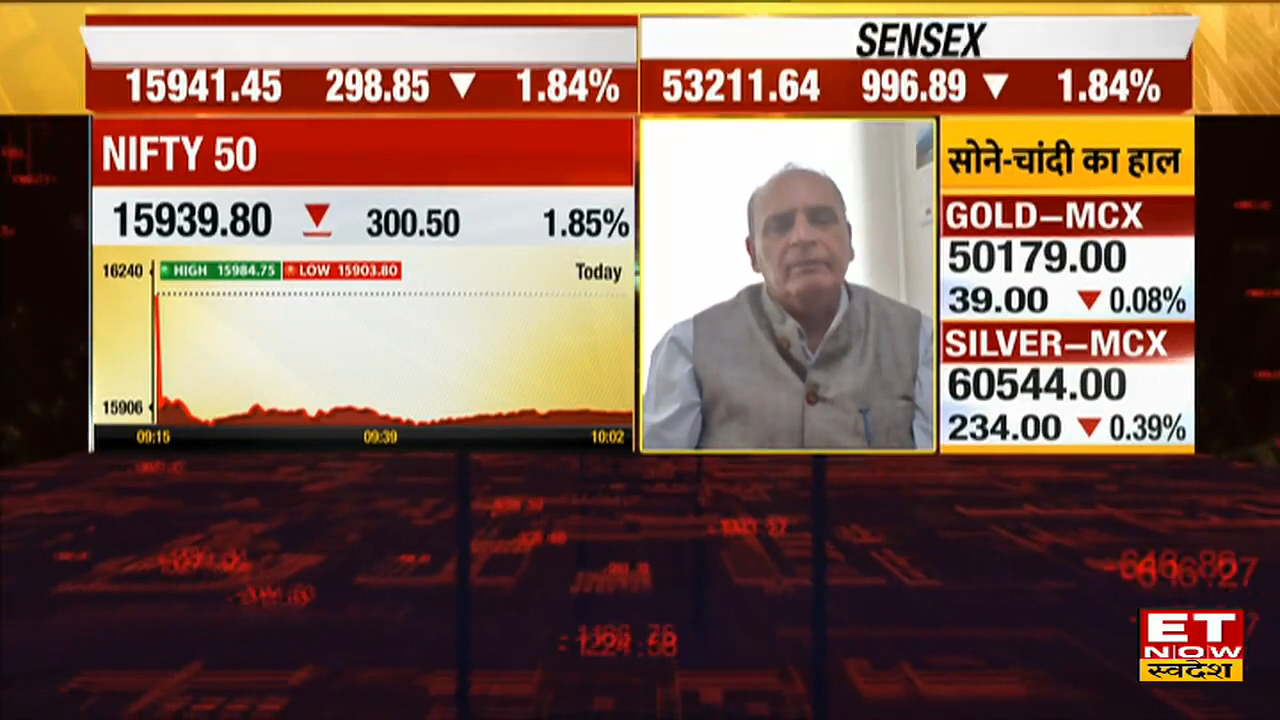 SENSEX
15941.45 298.85 ▼ 1.84%
53211.64 996.89 ▼ 1.84%
NIFTY 50
15939.80 ▼ 300.50 1.85%
16240 HIGH 15984.75 LOW 15903.80 Today
15906
09:15 09:39 10:02
सोने-चांदी का हाल
GOLD–MCX
50179.00
39.00 ▼ 0.08%
SILVER–MCX
60544.00
234.00 ▼ 0.39%
ET
NOW
स्वदेश